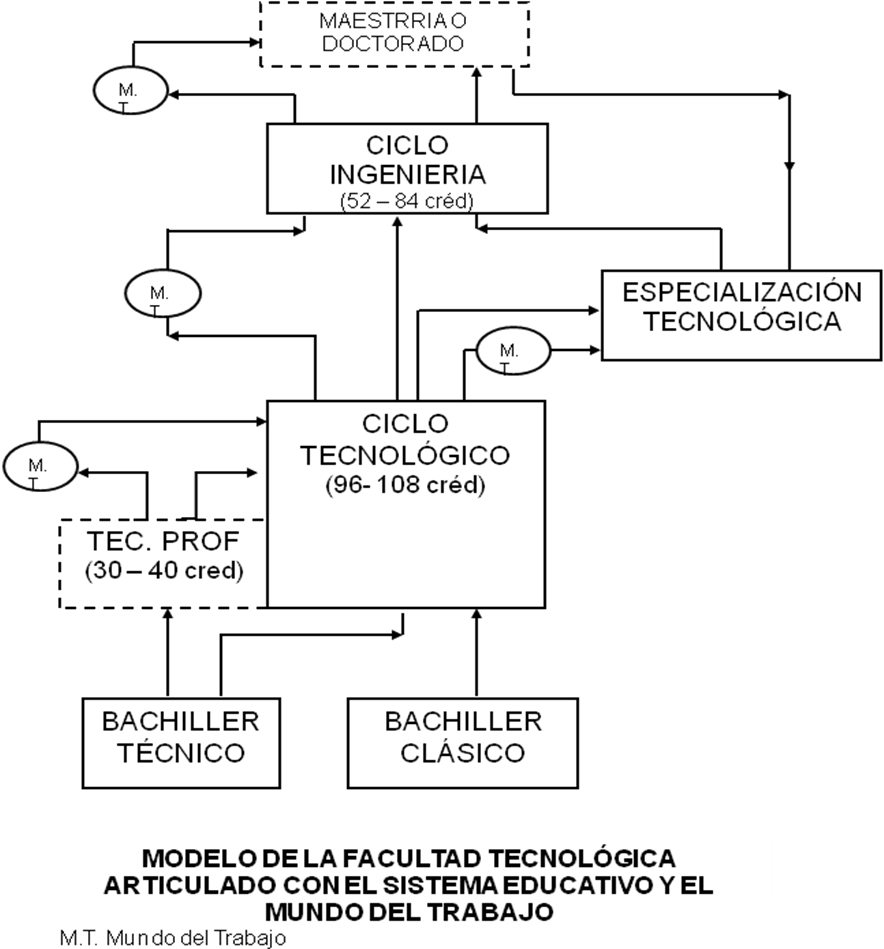 MAESTRRIA O
DOCTORADO
M.
T
CICLO
INGENIERIA
(52 – 84 créd)
M.
T
ESPECIALIZACIÓN
TECNOLÓGICA
M.
T
CICLO
TECNOLÓGICO
(96- 108 créd)
M.
T
TEC. PROF
(30 – 40 cred)
BACHILLER
TÉCNICO
BACHILLER
CLÁSICO
MODELO DE LA FACULTAD TECNOLÓGICA
ARTICULADO CON EL SISTEMA EDUCATIVO Y EL
MUNDO DEL TRABAJO
M.T. Mundo del Trabajo